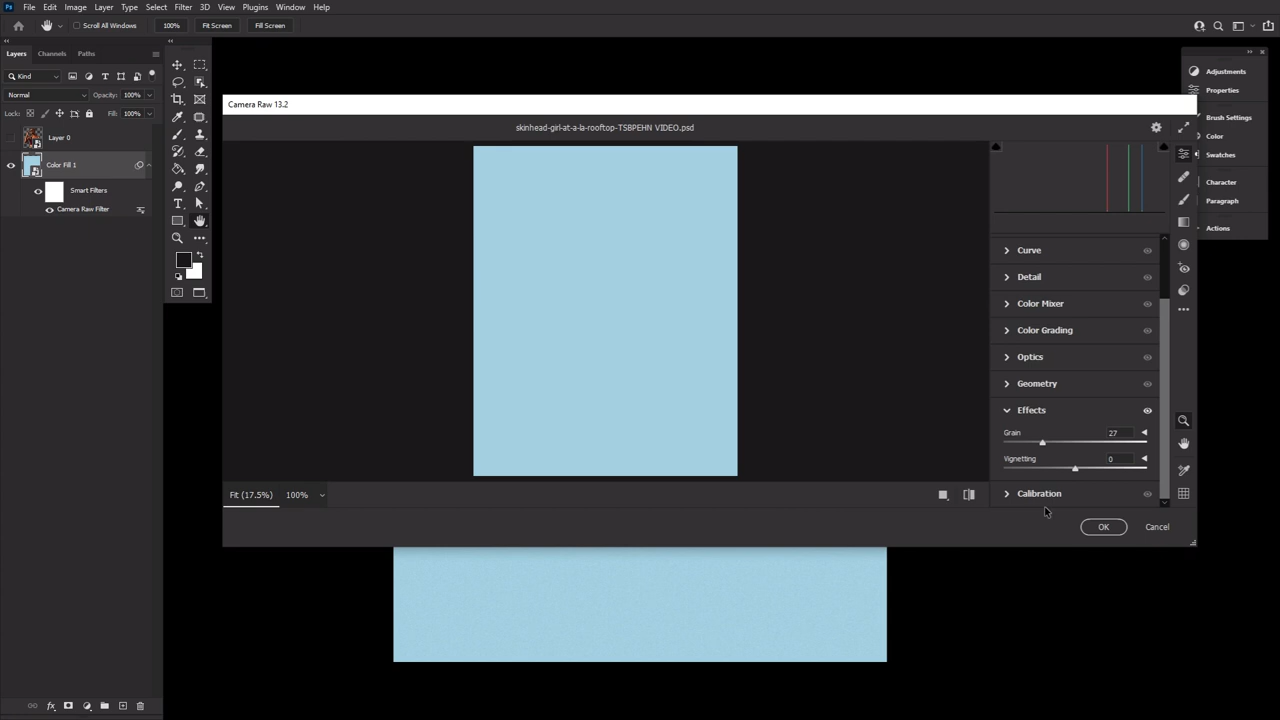 Ps File Edit Image Layer Type Select Filter 3D View Plugins Window Help
Scroll All Windows 100% Fit Screen Fill Screen
Layers Channels Paths
Kind
Normal Opacity: 100%
Lock: Fill: 100%
Layer 0
Color Fill 1
Smart Filters
Camera Raw Filter
Camera Raw 13.2
skinhead-girl-at-a-la-rooftop-TSBPEHN VIDEO.psd
Curve
Detail
Color Mixer
Color Grading
Optics
Geometry
Effects
Grain 27
Vignetting 0
Calibration
Fit (17.5%) 100%
OK Cancel
Adjustments
Properties
Brush Settings
Color
Swatches
Character
Paragraph
Actions